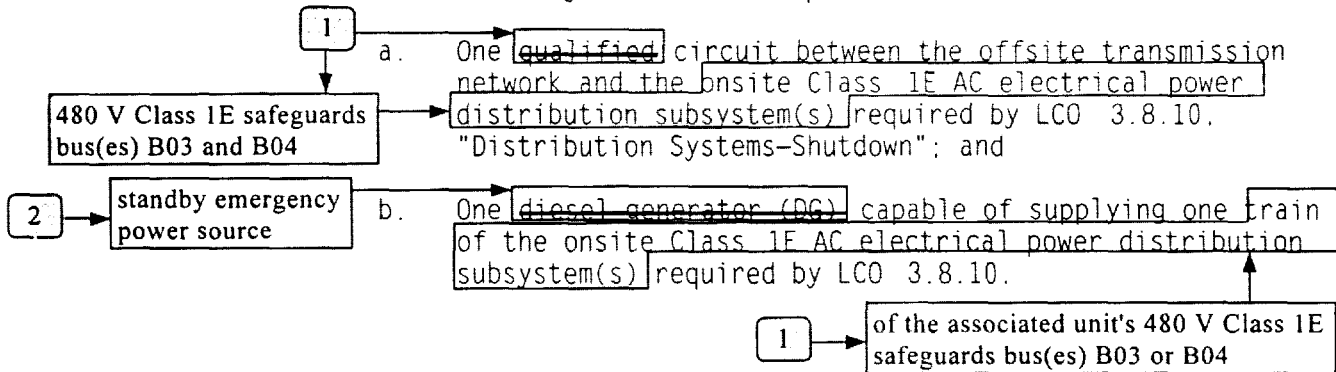 1
a. One qualified circuit between the offsite transmission
network and the onsite Class 1E AC electrical power
480 V Class 1E safeguards
bus(es) B03 and B04
distribution subsystem(s) required by LCO 3.8.10,
"Distribution Systems—Shutdown"; and
2
standby emergency
power source
b. One diesel generator (DG) capable of supplying one train
of the onsite Class 1E AC electrical power distribution
subsystem(s) required by LCO 3.8.10.
1
of the associated unit's 480 V Class 1E
safeguards bus(es) B03 or B04